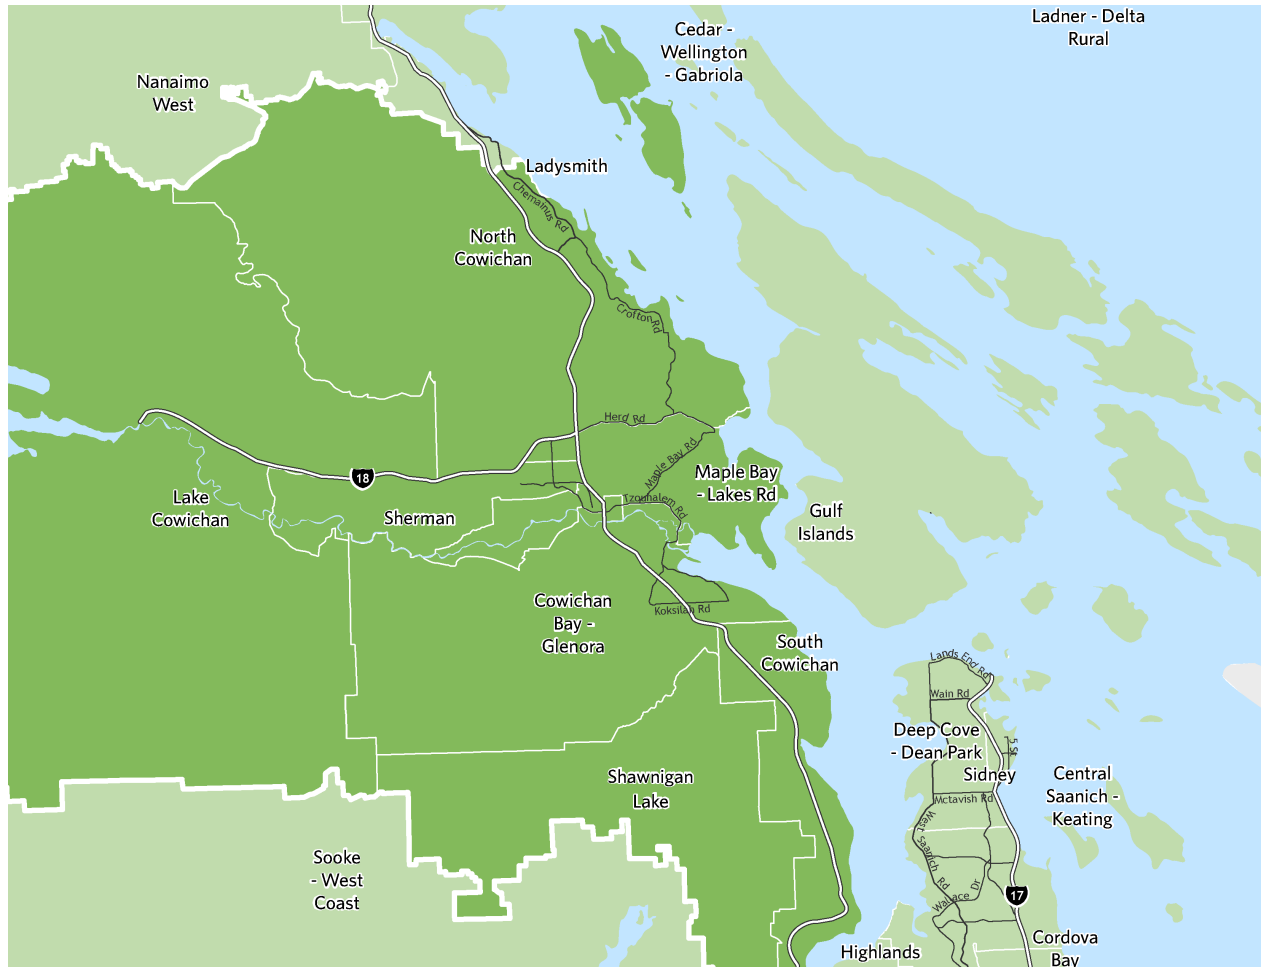 Ladner - Delta
Rural
Cedar -
Wellington
- Gabriola
Nanaimo
West
Ladysmith
Chemainus Rd
North
Cowichan
Crofton Rd
Herd Rd
Maple Bay Rd
Maple Bay
- Lakes Rd
18
Lake
Cowichan
Sherman
Tzouhalem Rd
Gulf
Islands
Cowichan
Bay -
Glenora
Koksilah Rd
South
Cowichan
Lands End Rd
Wain Rd
Deep Cove
- Dean Park
5 St
Sidney
Shawnigan
Lake
Central
Saanich -
Keating
Mctavish Rd
West Saanich Rd
Sooke
- West
Coast
Wallace Dr
17
Highlands
Cordova
Bay